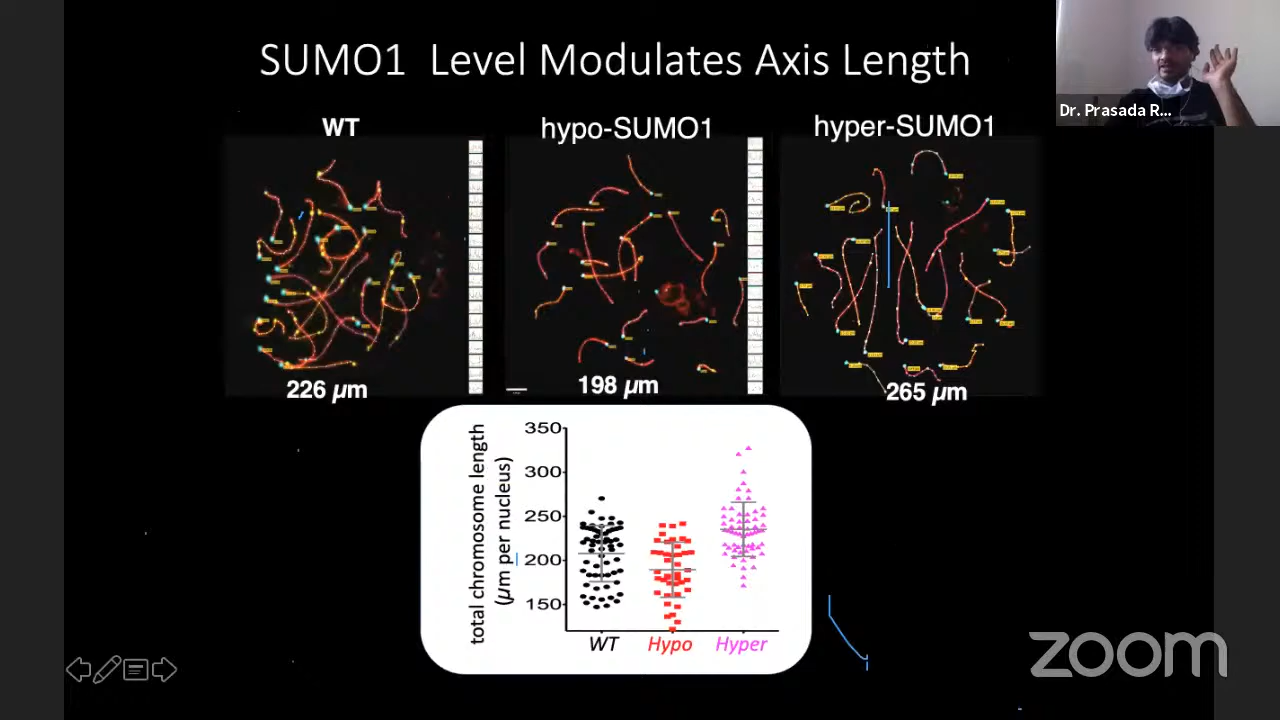 SUMO1 Level Modulates Axis Length
Dr. Prasada R...
WT
hypo-SUMO1
hyper-SUMO1
226 µm
198 µm
265 µm
total chromosome length
(µm per nucleus)
350
300
250
200
150
WT
Hypo
Hyper
zoom